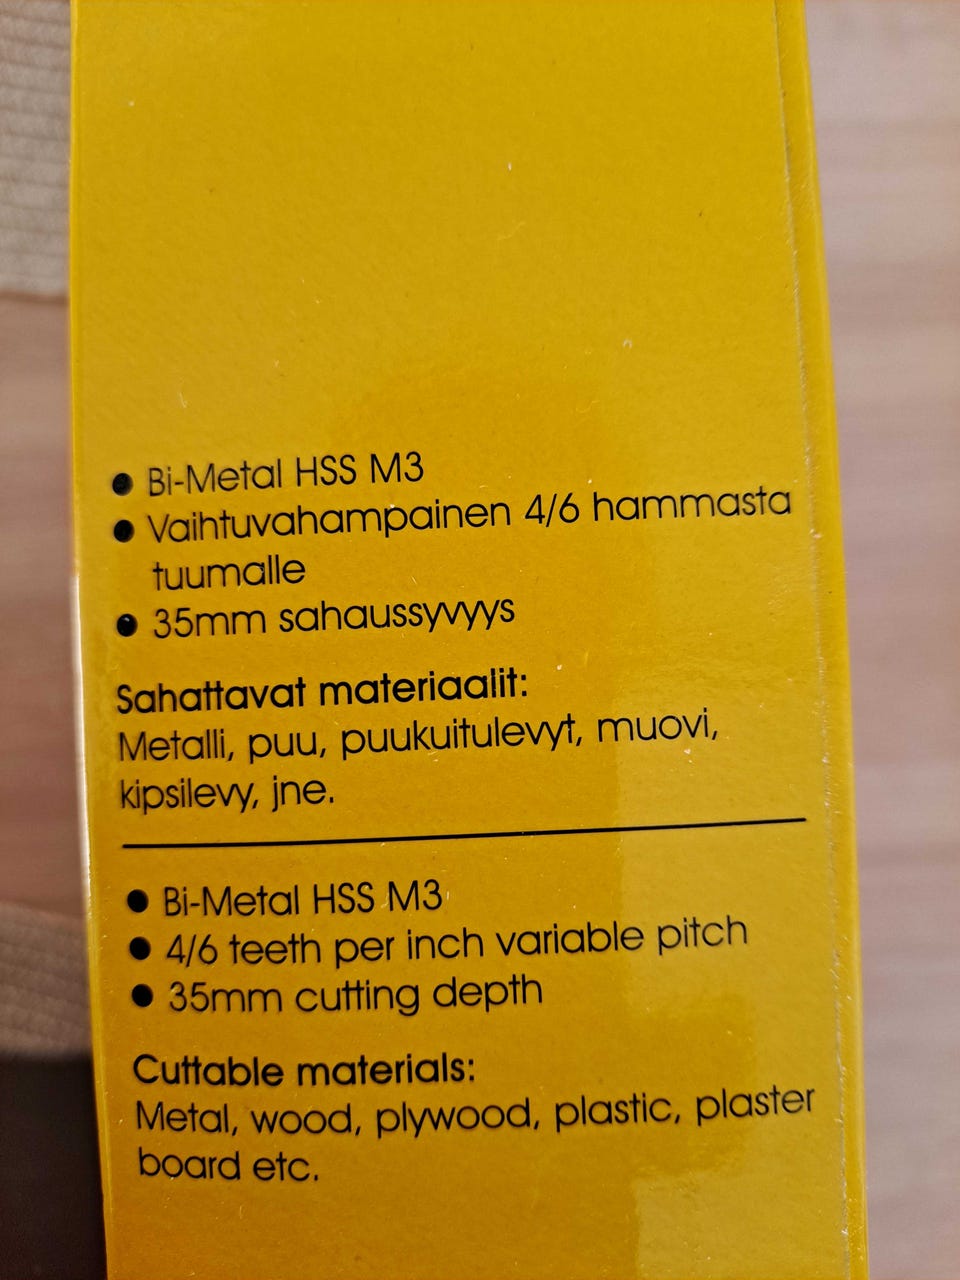 ● Bi-Metal HSS M3
● Vaihtuvahampainen 4/6 hammasta
tuumalle
● 35mm sahaussyvyys
Sahattavat materiaalit:
Metalli, puu, puukuitulevyt, muovi,
kipsilevy, jne.
● Bi-Metal HSS M3
● 4/6 teeth per inch variable pitch
● 35mm cutting depth
Cuttable materials:
Metal, wood, plywood, plastic, plaster
board etc.